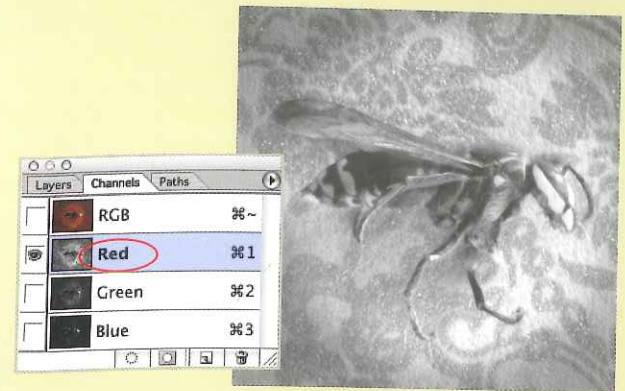 Layers Channels Paths
RGB ⌘~
Red ⌘1
Green ⌘2
Blue ⌘3